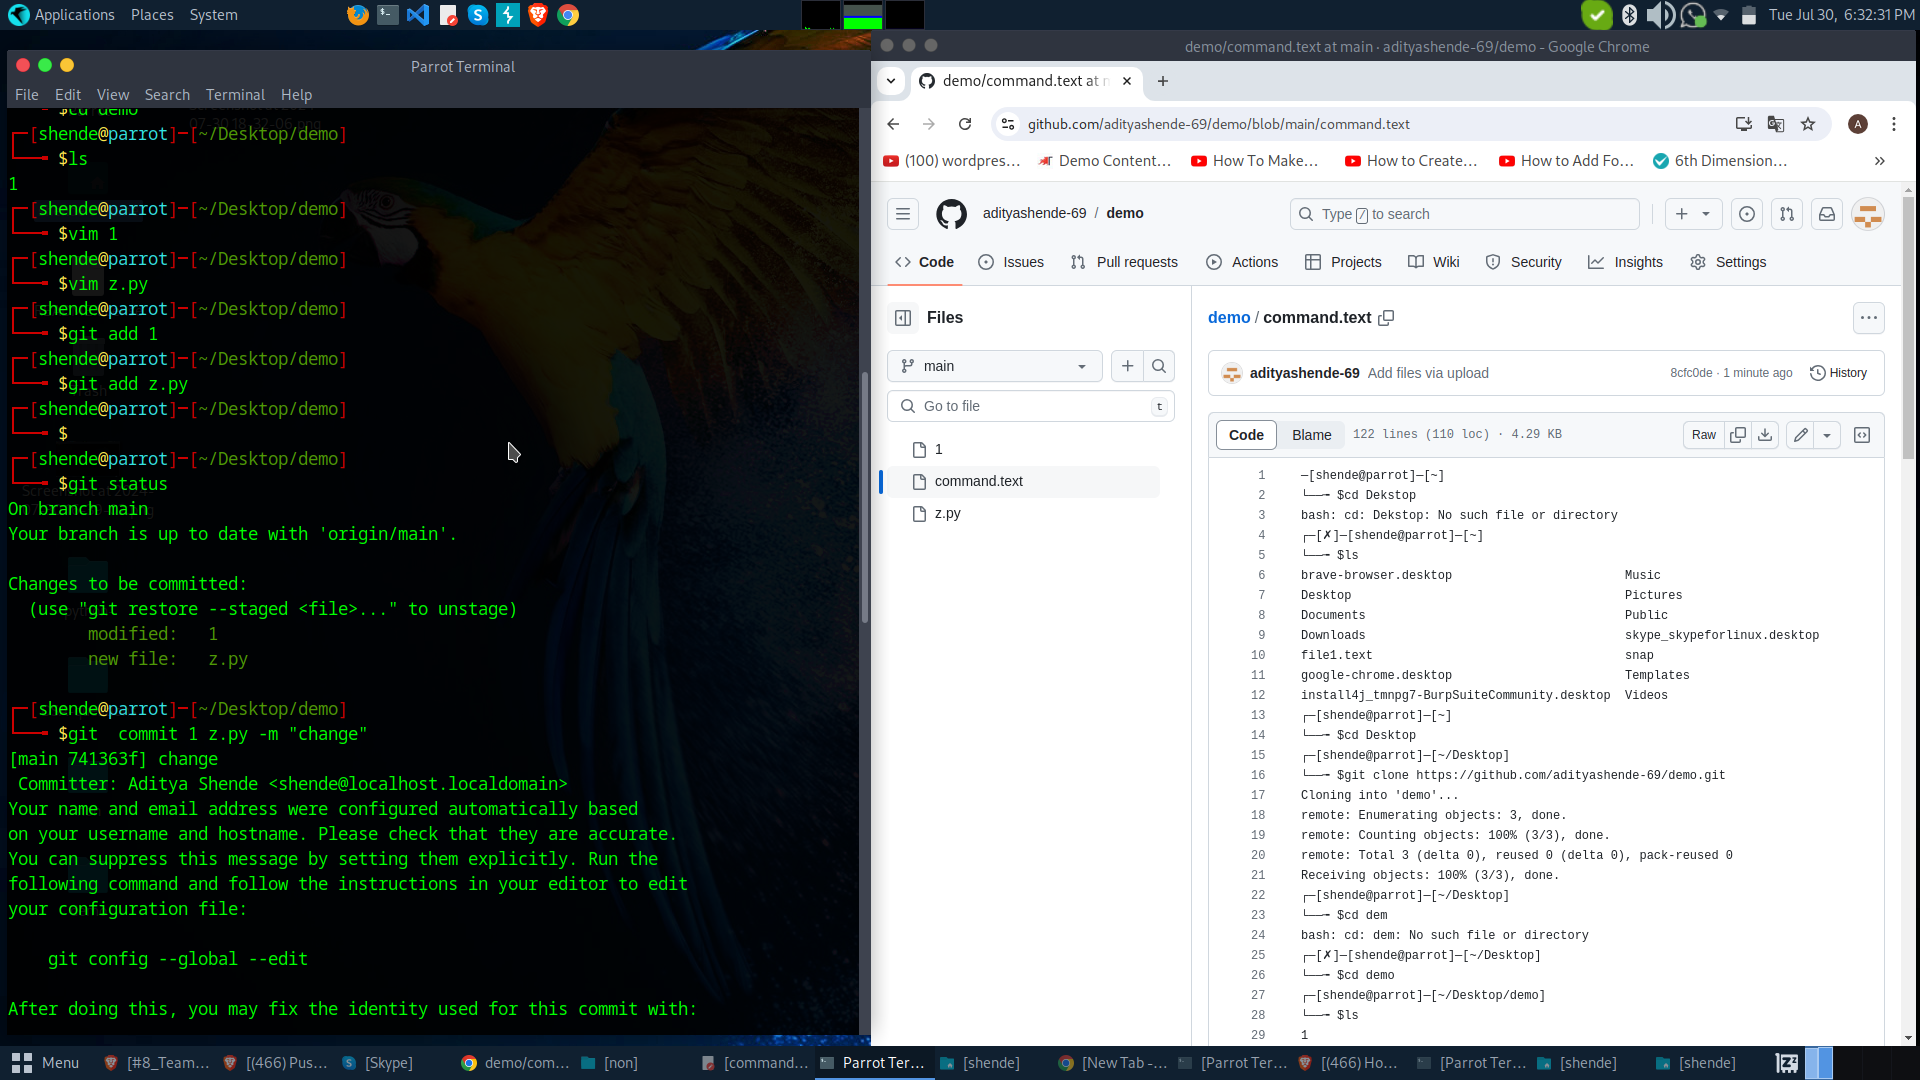 Applications Places System
Tue Jul 30, 6:32:31 PM
Parrot Terminal
File Edit View Search Terminal Help
$cd demo
┌─[shende@parrot]─[~/Desktop/demo]
└──╼ $ls
1
┌─[shende@parrot]─[~/Desktop/demo]
└──╼ $vim 1
┌─[shende@parrot]─[~/Desktop/demo]
└──╼ $vim z.py
┌─[shende@parrot]─[~/Desktop/demo]
└──╼ $git add 1
┌─[shende@parrot]─[~/Desktop/demo]
└──╼ $git add z.py
┌─[shende@parrot]─[~/Desktop/demo]
└──╼ $
┌─[shende@parrot]─[~/Desktop/demo]
└──╼ $git status
On branch main
Your branch is up to date with 'origin/main'.
Changes to be committed:
(use "git restore --staged <file>..." to unstage)
modified: 1
new file: z.py
┌─[shende@parrot]─[~/Desktop/demo]
└──╼ $git  commit 1 z.py -m "change"
[main 741363f] change
Committer: Aditya Shende <shende@localhost.localdomain>
Your name and email address were configured automatically based
on your username and hostname. Please check that they are accurate.
You can suppress this message by setting them explicitly. Run the
following command and follow the instructions in your editor to edit
your configuration file:
git config --global --edit
After doing this, you may fix the identity used for this commit with:
demo/command.text at main · adityashende-69/demo - Google Chrome
demo/command.text at m
github.com/adityashende-69/demo/blob/main/command.text
A
(100) wordpres… Demo Content… How To Make… How to Create… How to Add Fo… 6th Dimension… »
adityashende-69 / demo
Type / to search
Code Issues Pull requests Actions Projects Wiki Security Insights Settings
Files
main
Go to file t
1
command.text
z.py
demo / command.text
adityashende-69 Add files via upload 8cfc0de · 1 minute ago History
Code Blame 122 lines (110 loc) · 4.29 KB Raw
1 ─[shende@parrot]─[~]
2 └──╼ $cd Dekstop
3 bash: cd: Dekstop: No such file or directory
4 ┌─[✗]─[shende@parrot]─[~]
5 └──╼ $ls
6 brave-browser.desktop Music
7 Desktop Pictures
8 Documents Public
9 Downloads skype_skypeforlinux.desktop
10 file1.text snap
11 google-chrome.desktop Templates
12 install4j_tmnpg7-BurpSuiteCommunity.desktop Videos
13 ┌─[shende@parrot]─[~]
14 └──╼ $cd Desktop
15 ┌─[shende@parrot]─[~/Desktop]
16 └──╼ $git clone https://github.com/adityashende-69/demo.git
17 Cloning into 'demo'...
18 remote: Enumerating objects: 3, done.
19 remote: Counting objects: 100% (3/3), done.
20 remote: Total 3 (delta 0), reused 0 (delta 0), pack-reused 0
21 Receiving objects: 100% (3/3), done.
22 ┌─[shende@parrot]─[~/Desktop]
23 └──╼ $cd dem
24 bash: cd: dem: No such file or directory
25 ┌─[✗]─[shende@parrot]─[~/Desktop]
26 └──╼ $cd demo
27 ┌─[shende@parrot]─[~/Desktop/demo]
28 └──╼ $ls
29 1
Menu [#8_Team… [(466) Pus… [Skype] demo/com… [non] [command… Parrot Ter… [shende] [New Tab -… [Parrot Ter… [(466) Ho… [Parrot Ter… [shende] [shende]